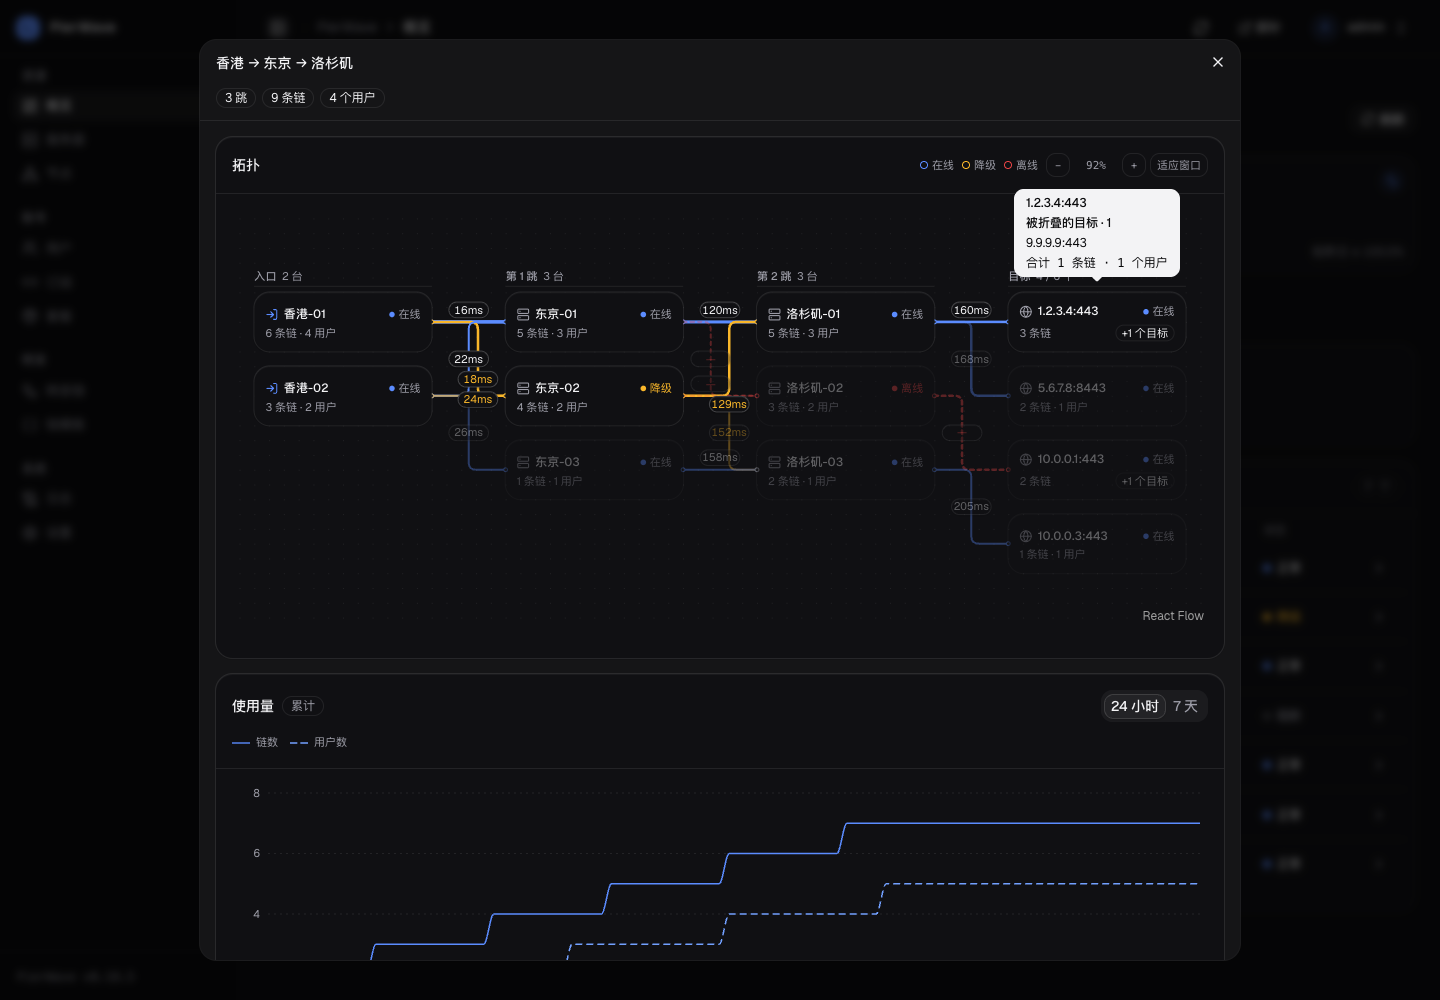 香港 → 东京 → 洛杉矶
3 跳
9 条链
4 个用户
拓扑
在线
降级
离线
−
92%
+
适应窗口
1.2.3.4:443
被折叠的目标 · 1
9.9.9.9:443
合计 1 条链 · 1 个用户
入口 2 台
第 1 跳 3 台
第 2 跳 3 台
香港-01
在线
6 条链 · 4 用户
16ms
东京-01
在线
5 条链 · 3 用户
120ms
洛杉矶-01
在线
5 条链 · 3 用户
160ms
1.2.3.4:443
在线
3 条链
+1 个目标
22ms
168ms
18ms
香港-02
在线
3 条链 · 2 用户
24ms
东京-02
降级
4 条链 · 2 用户
129ms
洛杉矶-02
离线
3 条链 · 2 用户
5.6.7.8:8443
在线
2 条链 · 1 用户
26ms
152ms
东京-03
在线
1 条链 · 1 用户
158ms
洛杉矶-03
在线
2 条链 · 1 用户
10.0.0.1:443
在线
2 条链
+1 个目标
205ms
10.0.0.3:443
在线
1 条链 · 1 用户
React Flow
使用量
累计
24 小时
7 天
链数
用户数
8
6
4